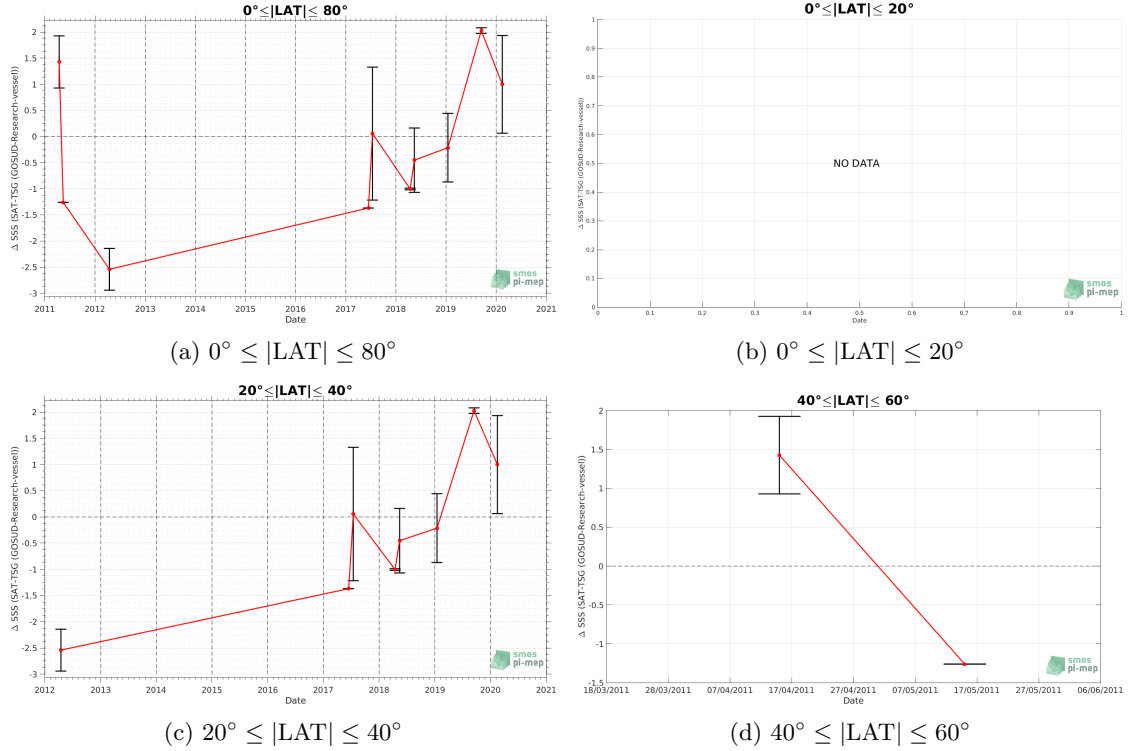 0°≤|LAT|≤ 80°
2
1.5
1
0.5
0
-0.5
-1
-1.5
-2
-2.5
-3
Δ SSS (SAT-TSG (GOSUD-Research-vessel))
smos
pi-mep
2011 2012 2013 2014 2015 2016 2017 2018 2019 2020 2021
Date
(a) 0° ≤ |LAT| ≤ 80°
0°≤|LAT|≤ 20°
1
0.9
0.8
0.7
0.6
0.5
0.4
0.3
0.2
0.1
0
Δ SSS (SAT-TSG (GOSUD-Research-vessel))
NO DATA
smos
pi-mep
0 0.1 0.2 0.3 0.4 0.5 0.6 0.7 0.8 0.9 1
Date
(b) 0° ≤ |LAT| ≤ 20°
20°≤|LAT|≤ 40°
2
1.5
1
0.5
0
-0.5
-1
-1.5
-2
-2.5
-3
Δ SSS (SAT-TSG (GOSUD-Research-vessel))
smos
pi-mep
2012 2013 2014 2015 2016 2017 2018 2019 2020 2021
Date
(c) 20° ≤ |LAT| ≤ 40°
40°≤|LAT|≤ 60°
2
1.5
1
0.5
0
-0.5
-1
-1.5
Δ SSS (SAT-TSG (GOSUD-Research-vessel))
smos
pi-mep
18/03/2011 28/03/2011 07/04/2011 17/04/2011 27/04/2011 07/05/2011 17/05/2011 27/05/2011 06/06/2011
Date
(d) 40° ≤ |LAT| ≤ 60°